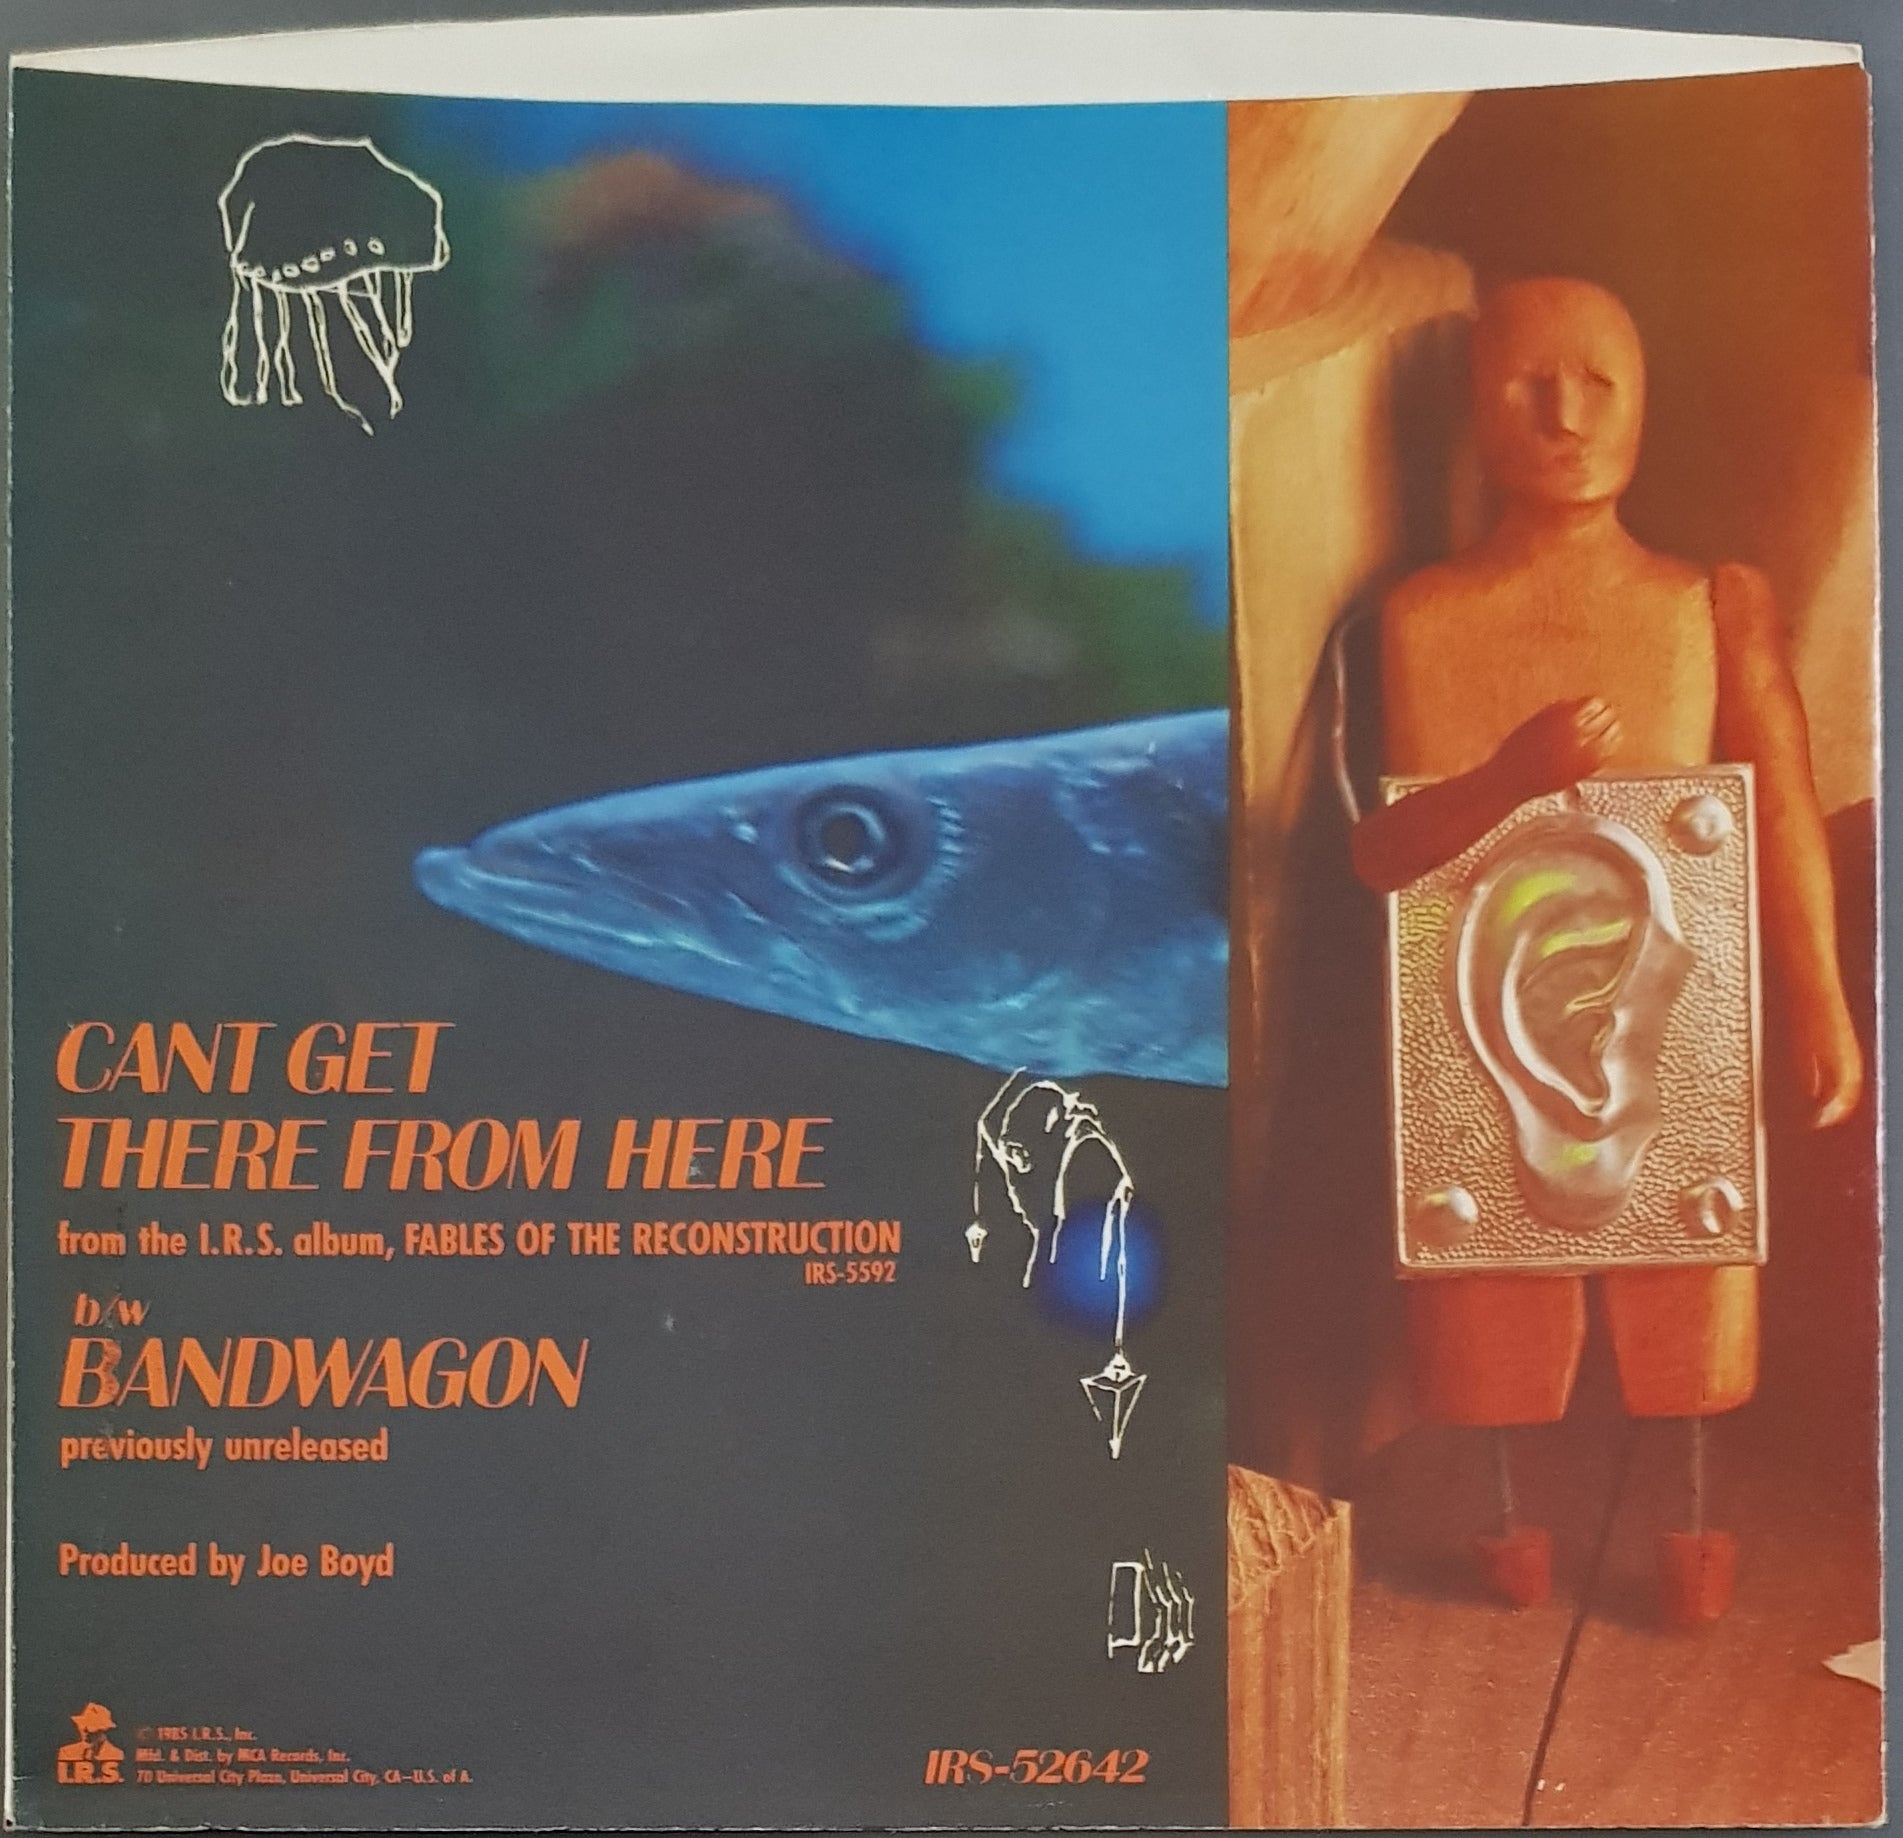 CANT GET
THERE FROM HERE
from the I.R.S. album, FABLES OF THE RECONSTRUCTION
IRS-5592
b/w
BANDWAGON
previously unreleased
Produced by Joe Boyd
I.R.S.
© 1985 I.R.S., Inc.
Mfd. & Dist. by MCA Records, Inc.
70 Universal City Plaza, Universal City, CA—U.S. of A.
IRS-52642